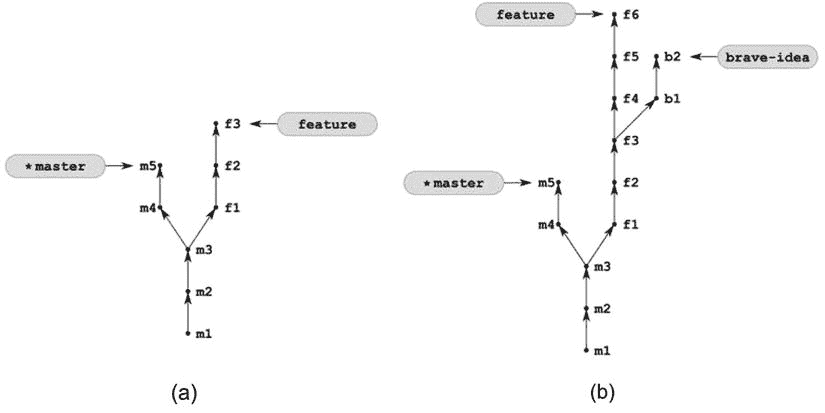 f3
feature
*master
m5
f2
m4
f1
m3
m2
m1
(a)
feature
f6
f5
b2
brave-idea
f4
b1
f3
*master
m5
f2
m4
f1
m3
m2
m1
(b)